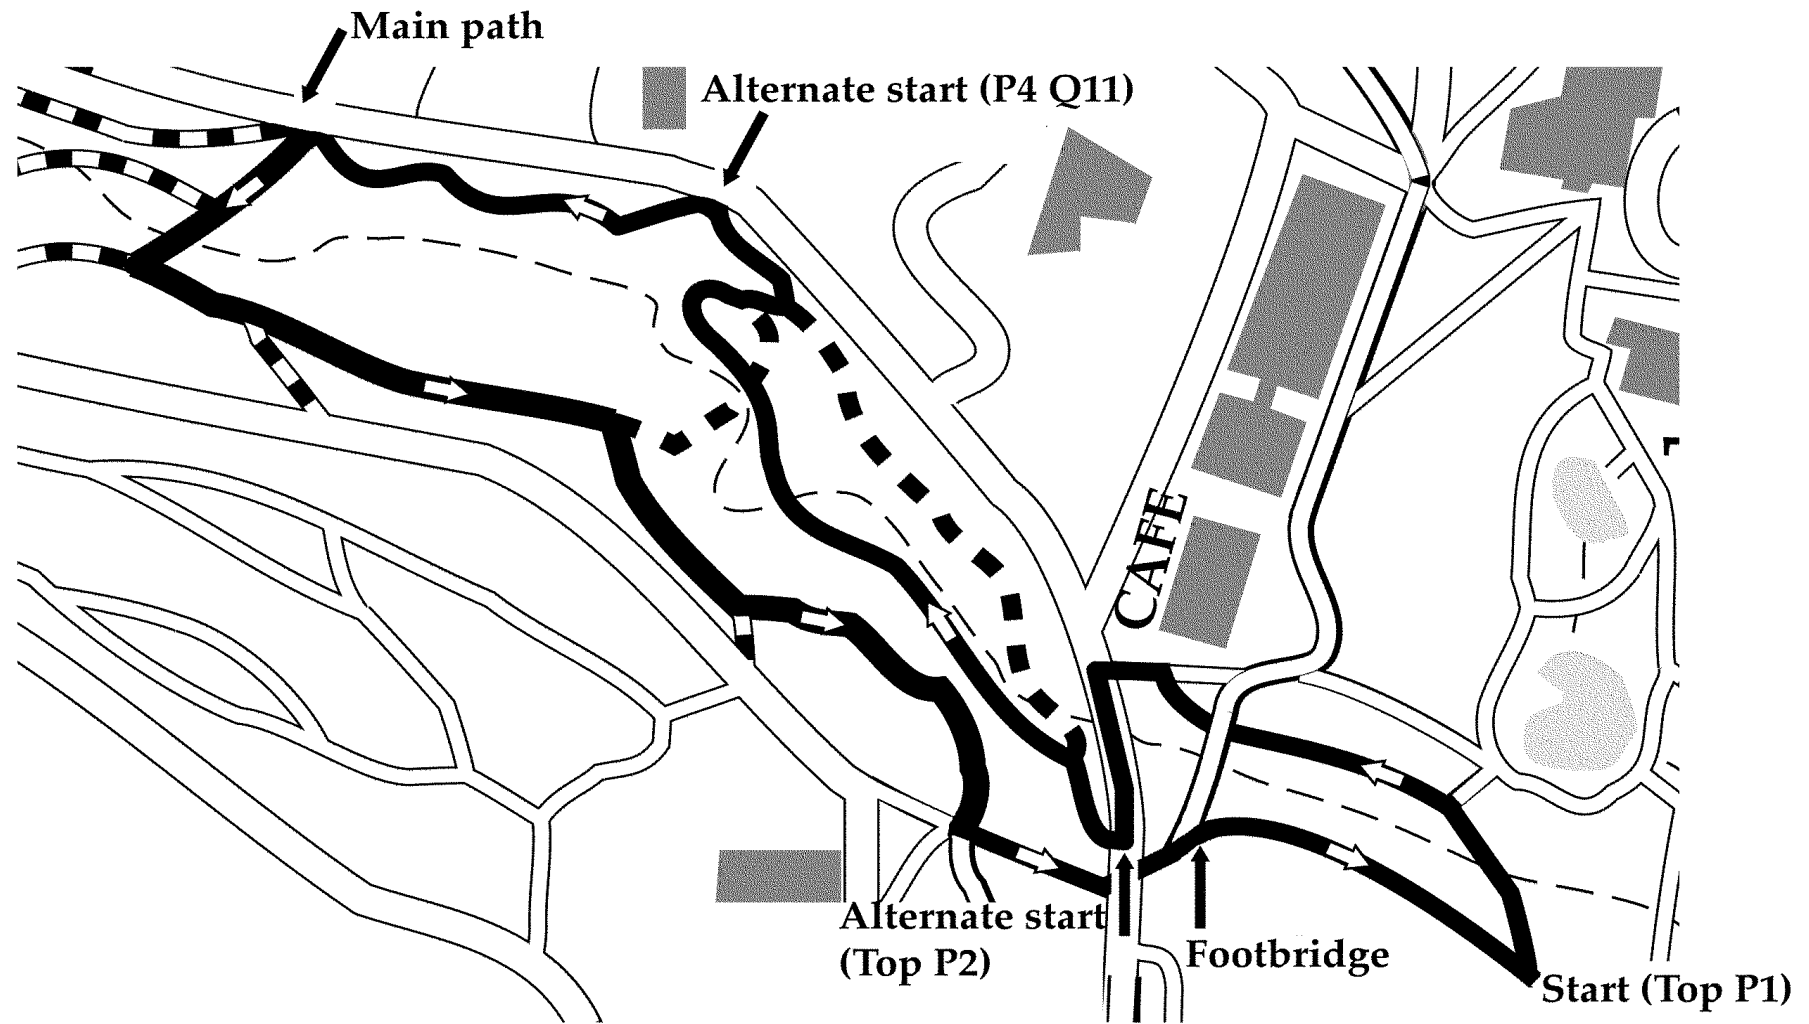 Main path
Alternate start (P4 Q11)
CAFE
Alternate start
(Top P2)
Footbridge
Start (Top P1)